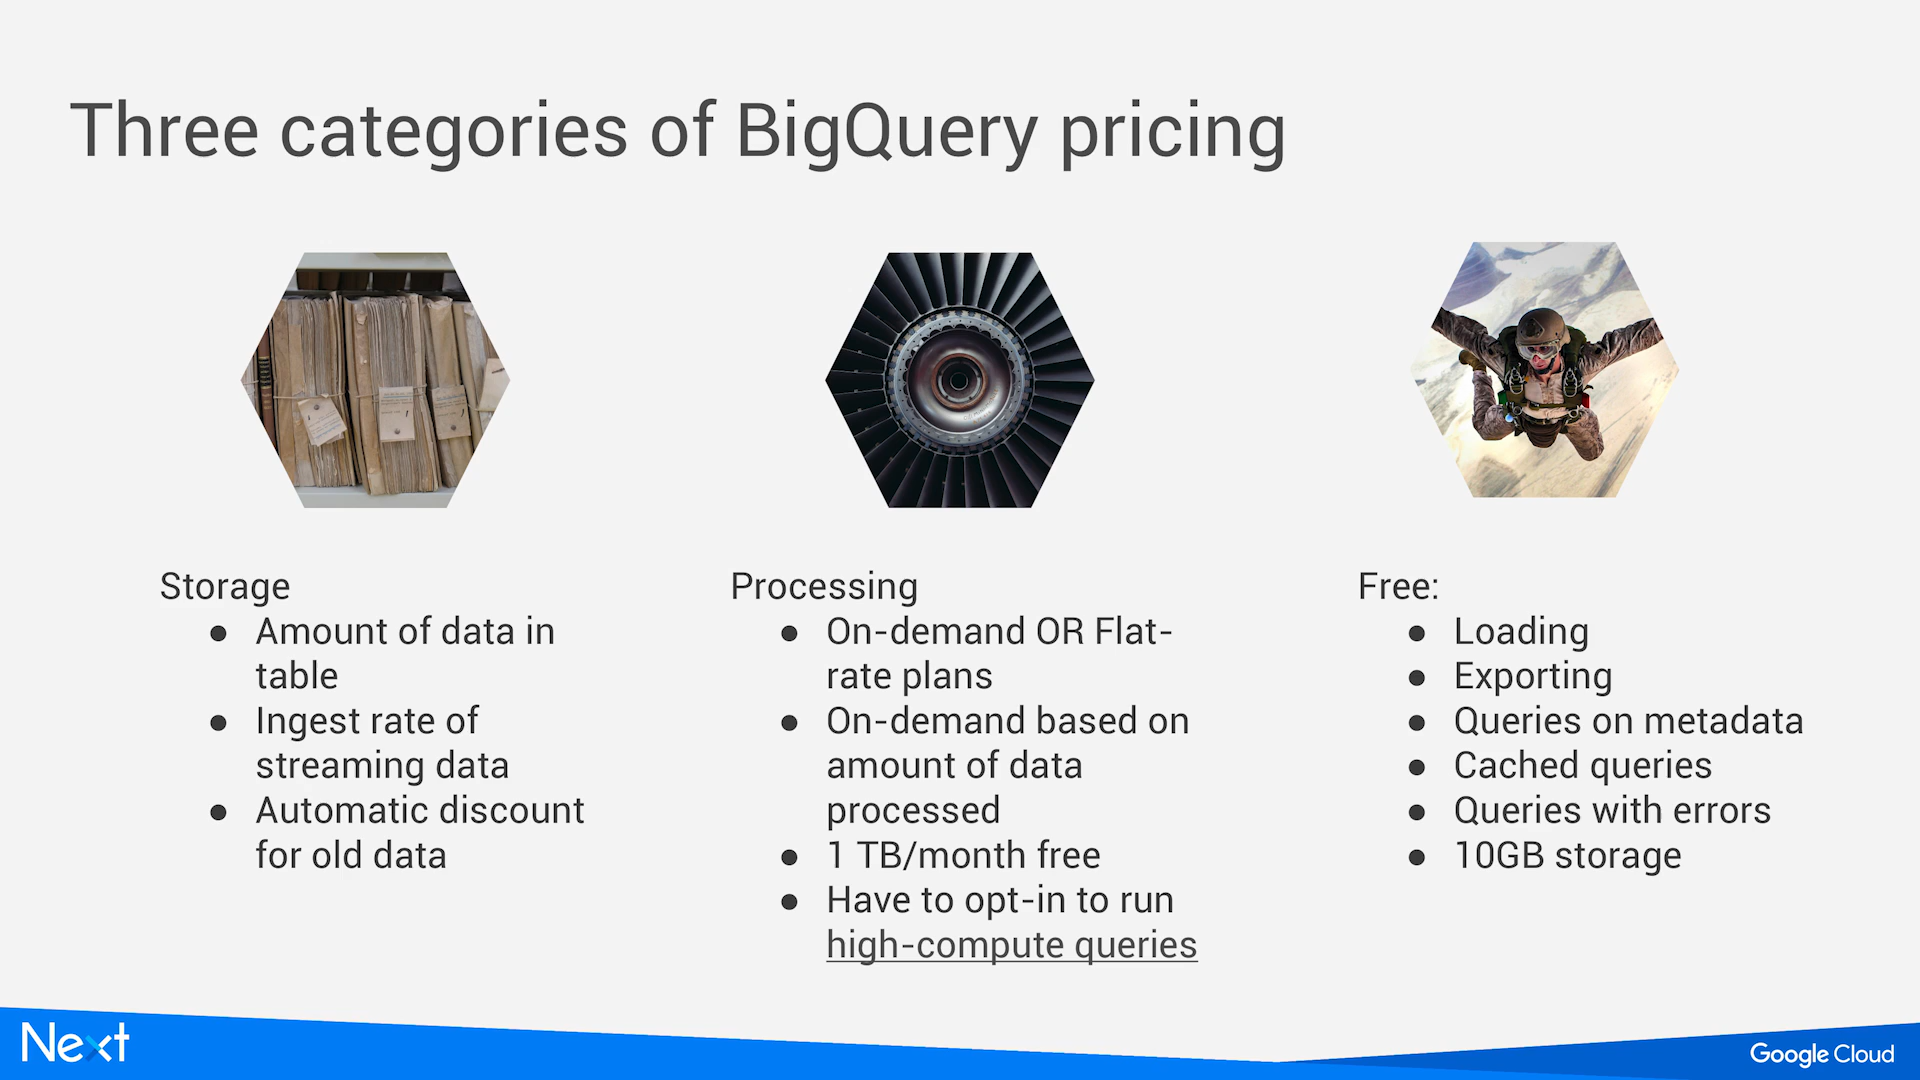 Three categories of BigQuery pricing
Storage
● Amount of data in
table
● Ingest rate of
streaming data
● Automatic discount
for old data
Processing
● On-demand OR Flat-
rate plans
● On-demand based on
amount of data
processed
● 1 TB/month free
● Have to opt-in to run
high-compute queries
Free:
● Loading
● Exporting
● Queries on metadata
● Cached queries
● Queries with errors
● 10GB storage
Next
Google Cloud